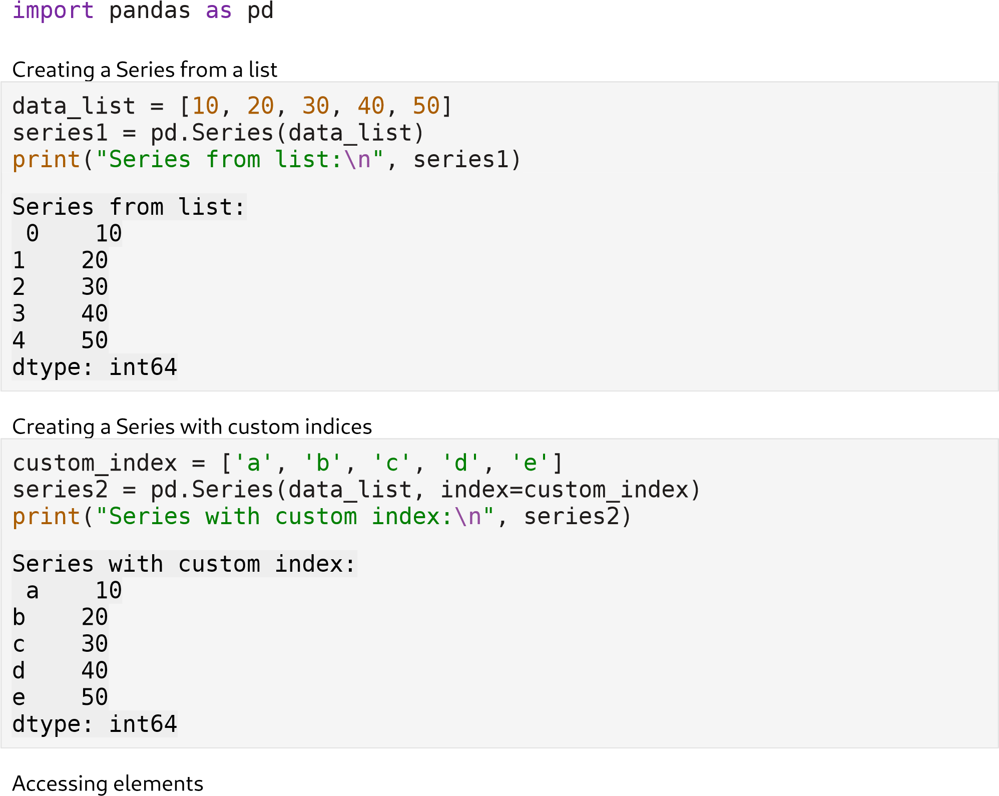 import pandas as pd
Creating a Series from a list
data_list = [10, 20, 30, 40, 50]
series1 = pd.Series(data_list)
print("Series from list:\n", series1)
Series from list:
 0    10
1    20
2    30
3    40
4    50
dtype: int64
Creating a Series with custom indices
custom_index = ['a', 'b', 'c', 'd', 'e']
series2 = pd.Series(data_list, index=custom_index)
print("Series with custom index:\n", series2)
Series with custom index:
 a    10
b    20
c    30
d    40
e    50
dtype: int64
Accessing elements